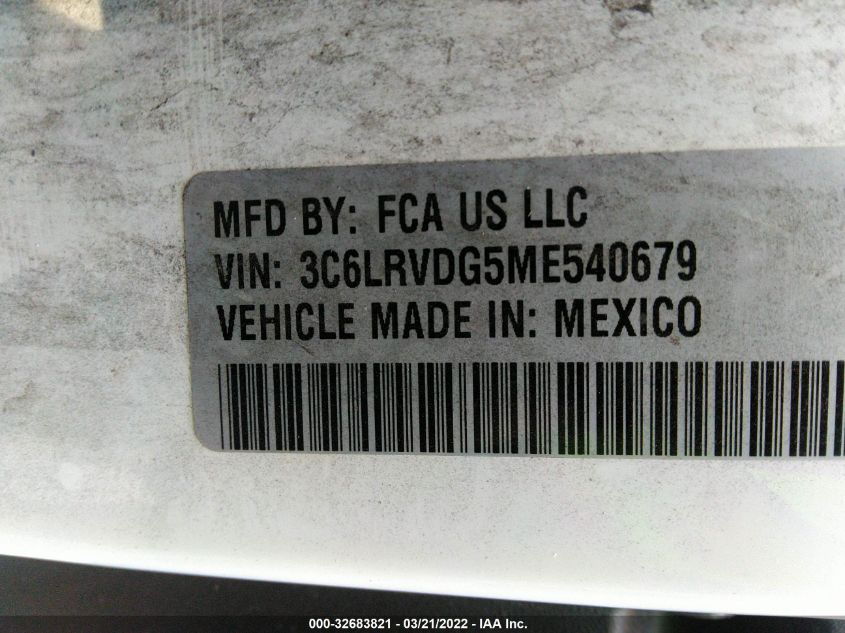 MFD BY: FCA US LLC
VIN: 3C6LRVDG5ME540679
VEHICLE MADE IN: MEXICO
000-32683821 - 03/21/2022 - IAA Inc.